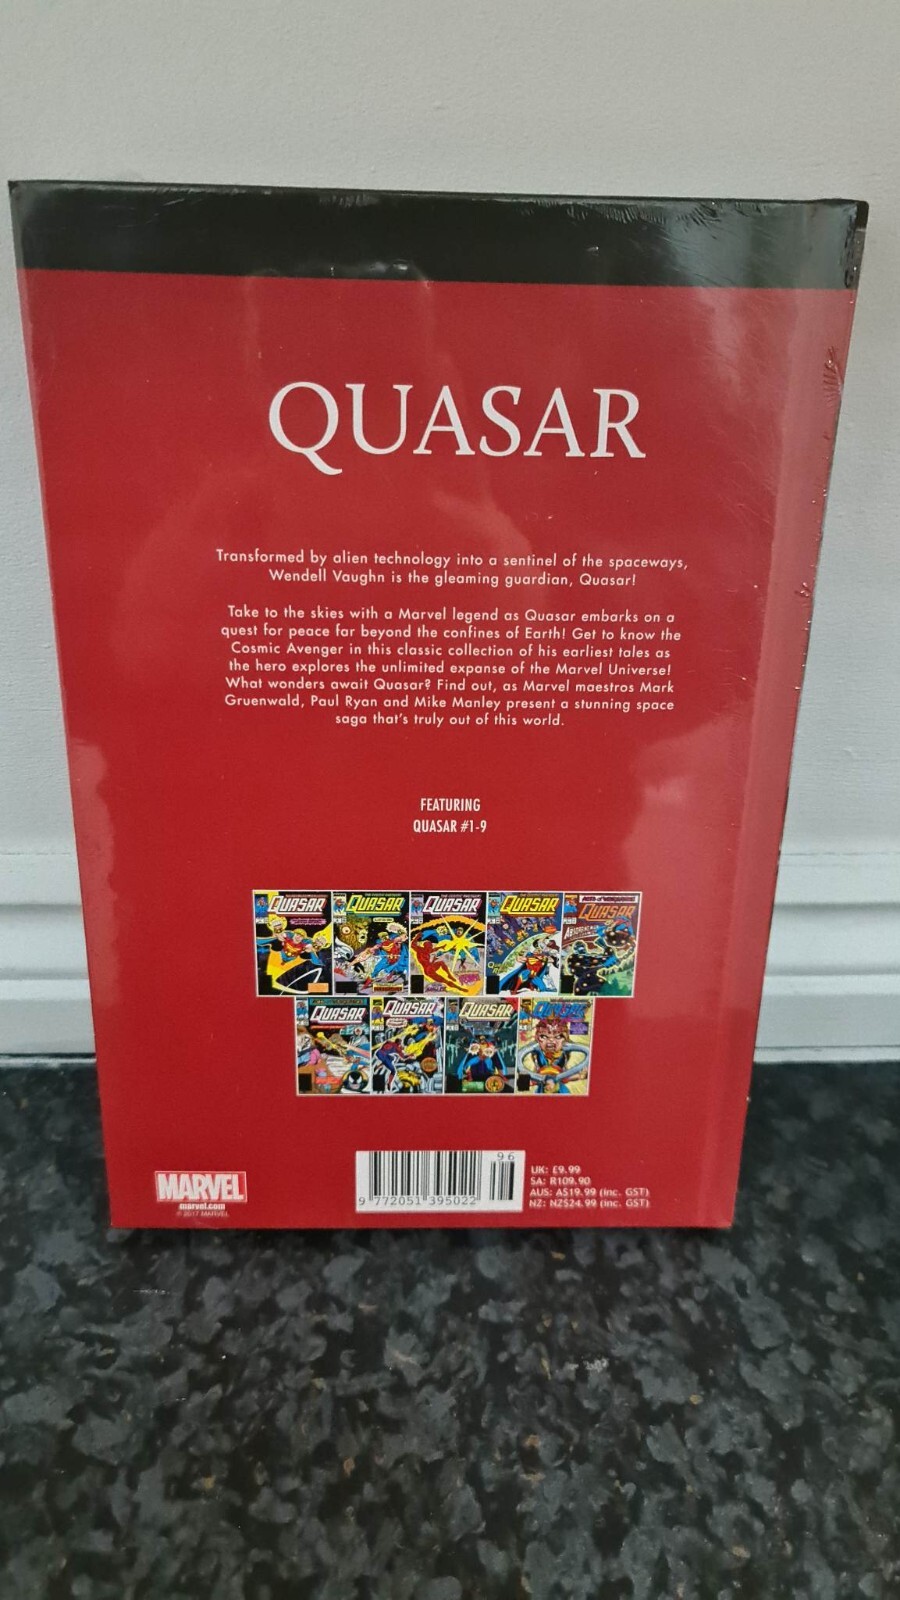 QUASAR
Transformed by alien technology into a sentinel of the spaceways,
Wendell Vaughn is the gleaming guardian, Quasar!
Take to the skies with a Marvel legend as Quasar embarks on a
quest for peace far beyond the confines of Earth! Get to know the
Cosmic Avenger in this classic collection of his earliest tales as
the hero explores the unlimited expanse of the Marvel Universe!
What wonders await Quasar? Find out, as Marvel maestros Mark
Gruenwald, Paul Ryan and Mike Manley present a stunning space
saga that's truly out of this world.
FEATURING
QUASAR #1-9
QUASAR QUASAR QUASAR QUASAR QUASAR
QUASAR QUASAR QUASAR QUASAR
MARVEL
marvel.com
© 2017 MARVEL
96
9 772051 395022
UK: £9.99
SA: R109.90
AUS: A$19.99 (inc. GST)
NZ: NZ$24.99 (inc. GST)